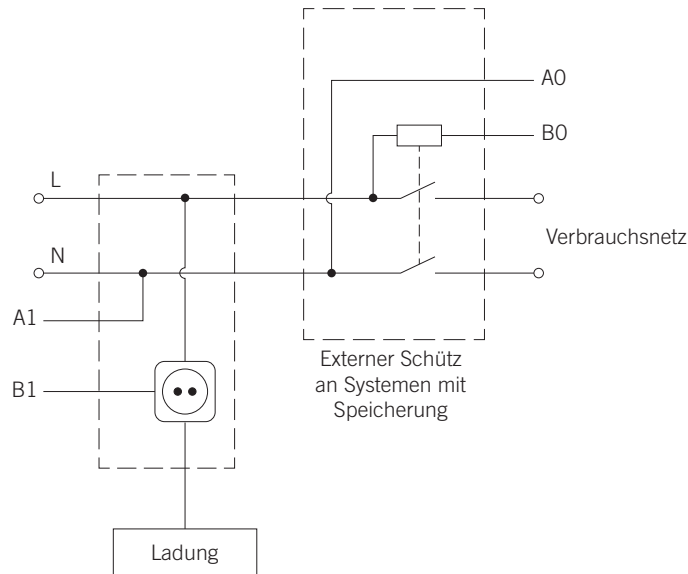 A0
B0
L
N
Verbrauchsnetz
A1
Externer Schütz
an Systemen mit
Speicherung
B1
Ladung